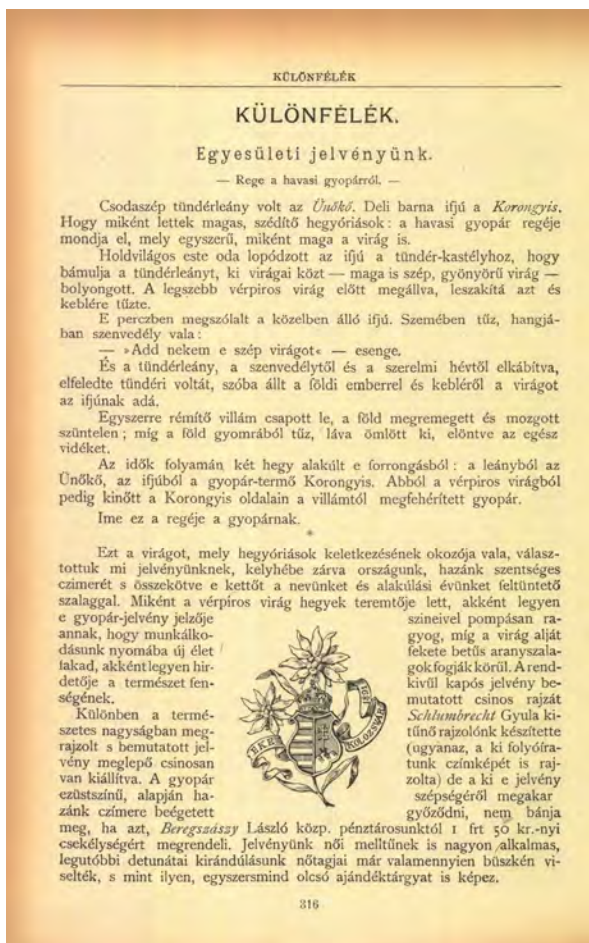 KÜLÖNFÉLÉK
KÜLÖNFÉLÉK.
Egyesületi jelvényünk.
— Rege a havasi gyopárról. —
Csodaszép tündérleány volt az Ünőkő. Deli barna ifjú a Korongyis.
Hogy miként lettek magas, szédítő hegyóriások: a havasi gyopár regéje
mondja el, mely egyszerű, miként maga a virág is.
Holdvilágos este oda lopódzott az ifjú a tündér-kastélyhoz, hogy
bámulja a tündérleányt, ki virágai közt — maga is szép, gyönyörű virág —
bolyongott. A legszebb vérpiros virág előtt megállva, leszakítá azt és
keblére tűzte.
E perczben megszólalt a közelben álló ifjú. Szemében tűz, hangjá-
ban szenvedély vala:
— »Add nekem e szép virágot« — esenge.
És a tündérleány, a szenvedélytől és a szerelmi hévtől elkábítva,
elfeledte tündéri voltát, szóba állt a földi emberrel és kebléről a virágot
az ifjúnak adá.
Egyszerre rémítő villám csapott le, a föld megremegett és mozgott
szüntelen; míg a föld gyomrából tűz, láva ömlött ki, elöntve az egész
vidéket.
Az idők folyamán két hegy alakúlt e forrongásból: a leányból az
Ünőkő, az ifjúból a gyopár-termő Korongyis. Abból a vérpiros virágból
pedig kinőtt a Korongyis oldalain a villámtól megfehérített gyopár.
Ime ez a regéje a gyopárnak.
*
Ezt a virágot, mely hegyóriások keletkezésének okozója vala, válasz-
tottuk mi jelvényünknek, kelyhébe zárva országunk, hazánk szentséges
czimerét s összekötve e kettőt a nevünket és alakúlási évünket feltüntető
szalaggal. Miként a vérpiros virág hegyek teremtője lett, akként legyen
e gyopár-jelvény jelzője
annak, hogy munkálko-
dásunk nyomába új élet
fakad, akként legyen hir-
detője a természet fen-
ségének.
Különben a termé-
szetes nagyságban meg-
rajzolt s bemutatott jel-
vény meglepő csinosan
van kiállítva. A gyopár
ezüstszínű, alapján ha-
zánk czímere beégetett
EKE
KOLOZSVÁR
1891
szineivel pompásan ra-
gyog, míg a virág alját
fekete betűs aranyszala-
gok fogják körül. A rend-
kivűl kapós jelvény be-
mutatott csinos rajzát
Schlumbrecht Gyula ki-
tűnő rajzolónk készítette
(ugyanaz, a ki folyóira-
tunk czímképét is raj-
zolta) de a ki e jelvény
szépségéről megakar
győződni, nem bánja
meg, ha azt, Beregszászy László közp. pénztárosunktól 1 frt 50 kr.-nyi
csekélységért megrendeli. Jelvényünk női melltűnek is nagyon alkalmas,
legutóbbi detunátai kirándúlásunk nőtagjai már valamennyien büszkén vi-
selték, s mint ilyen, egyszersmind olcsó ajándéktárgyat is képez.
316